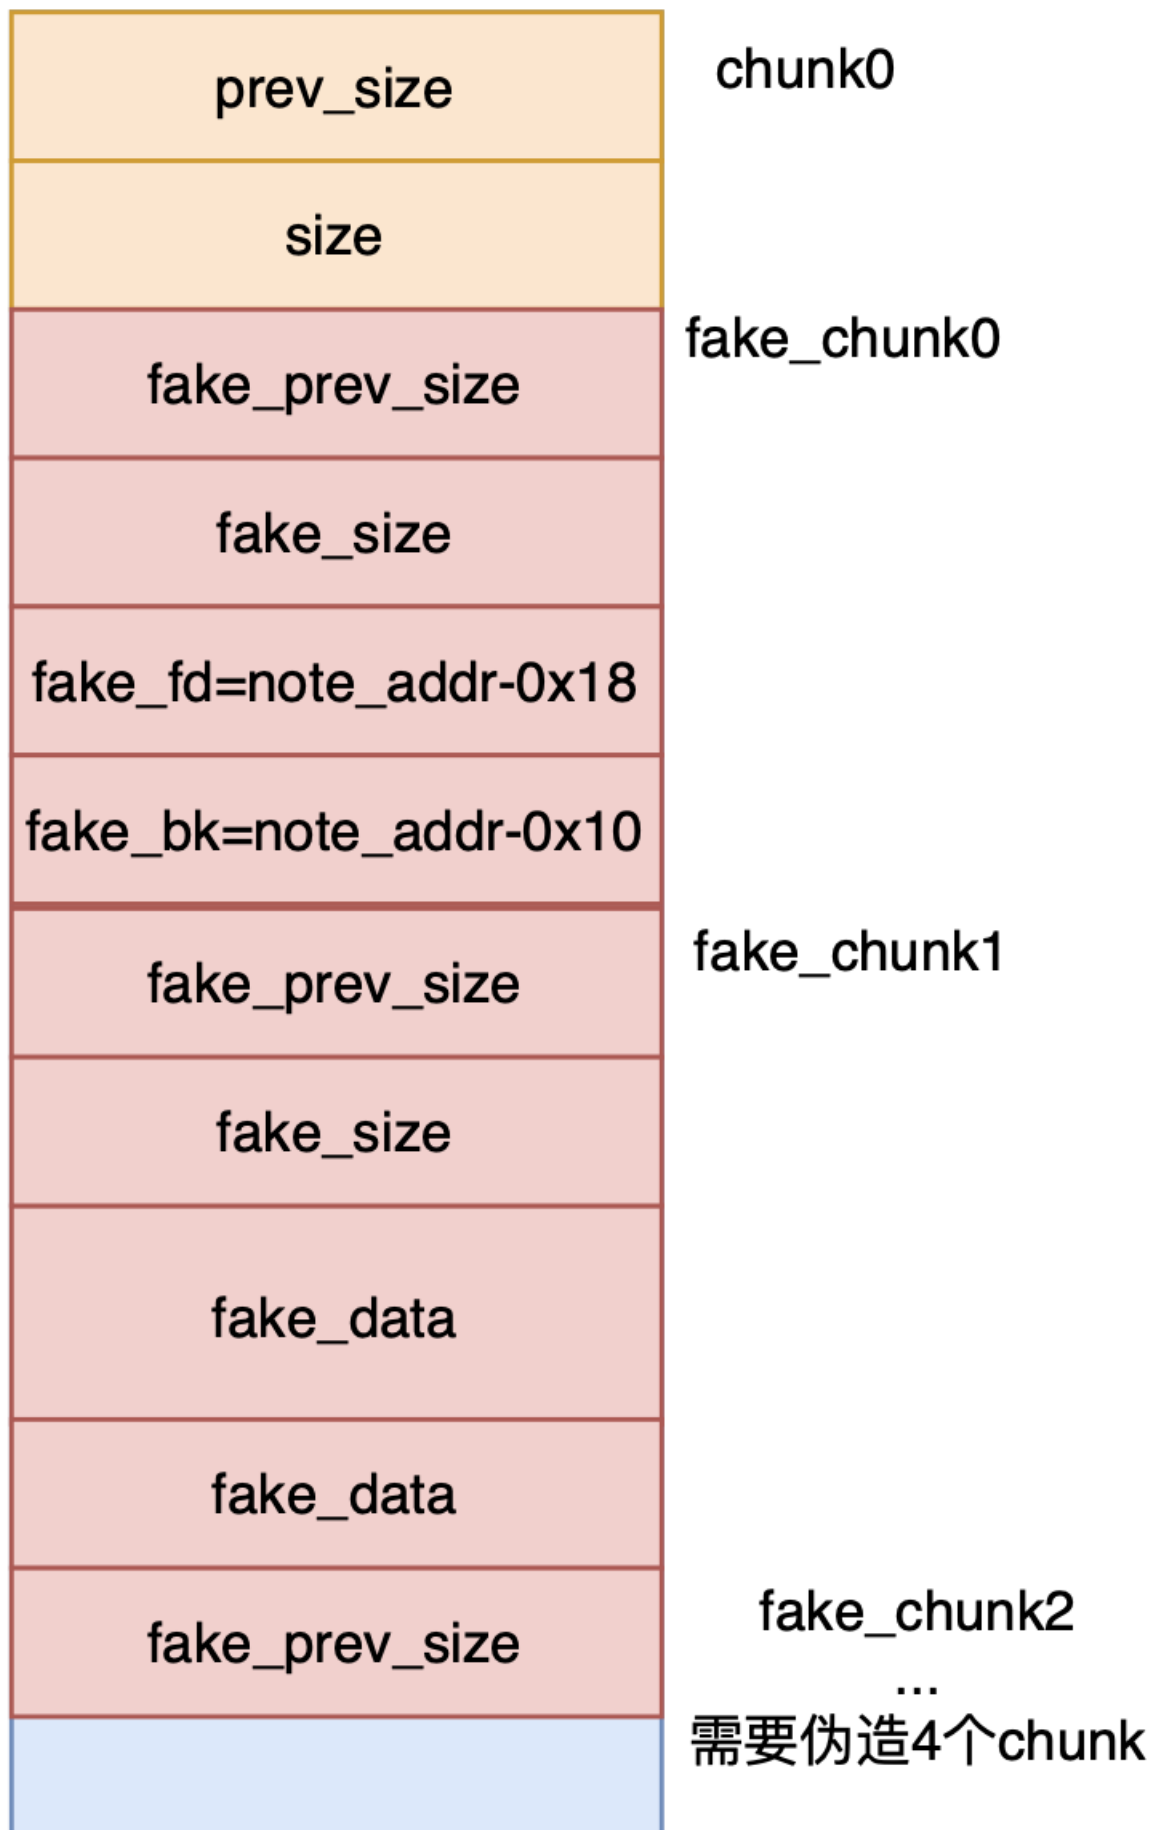 prev_size
chunk0
size
fake_chunk0
fake_prev_size
fake_size
fake_fd=note_addr-0x18
fake_bk=note_addr-0x10
fake_chunk1
fake_prev_size
fake_size
fake_data
fake_data
fake_chunk2
fake_prev_size
...
需要伪造4个chunk